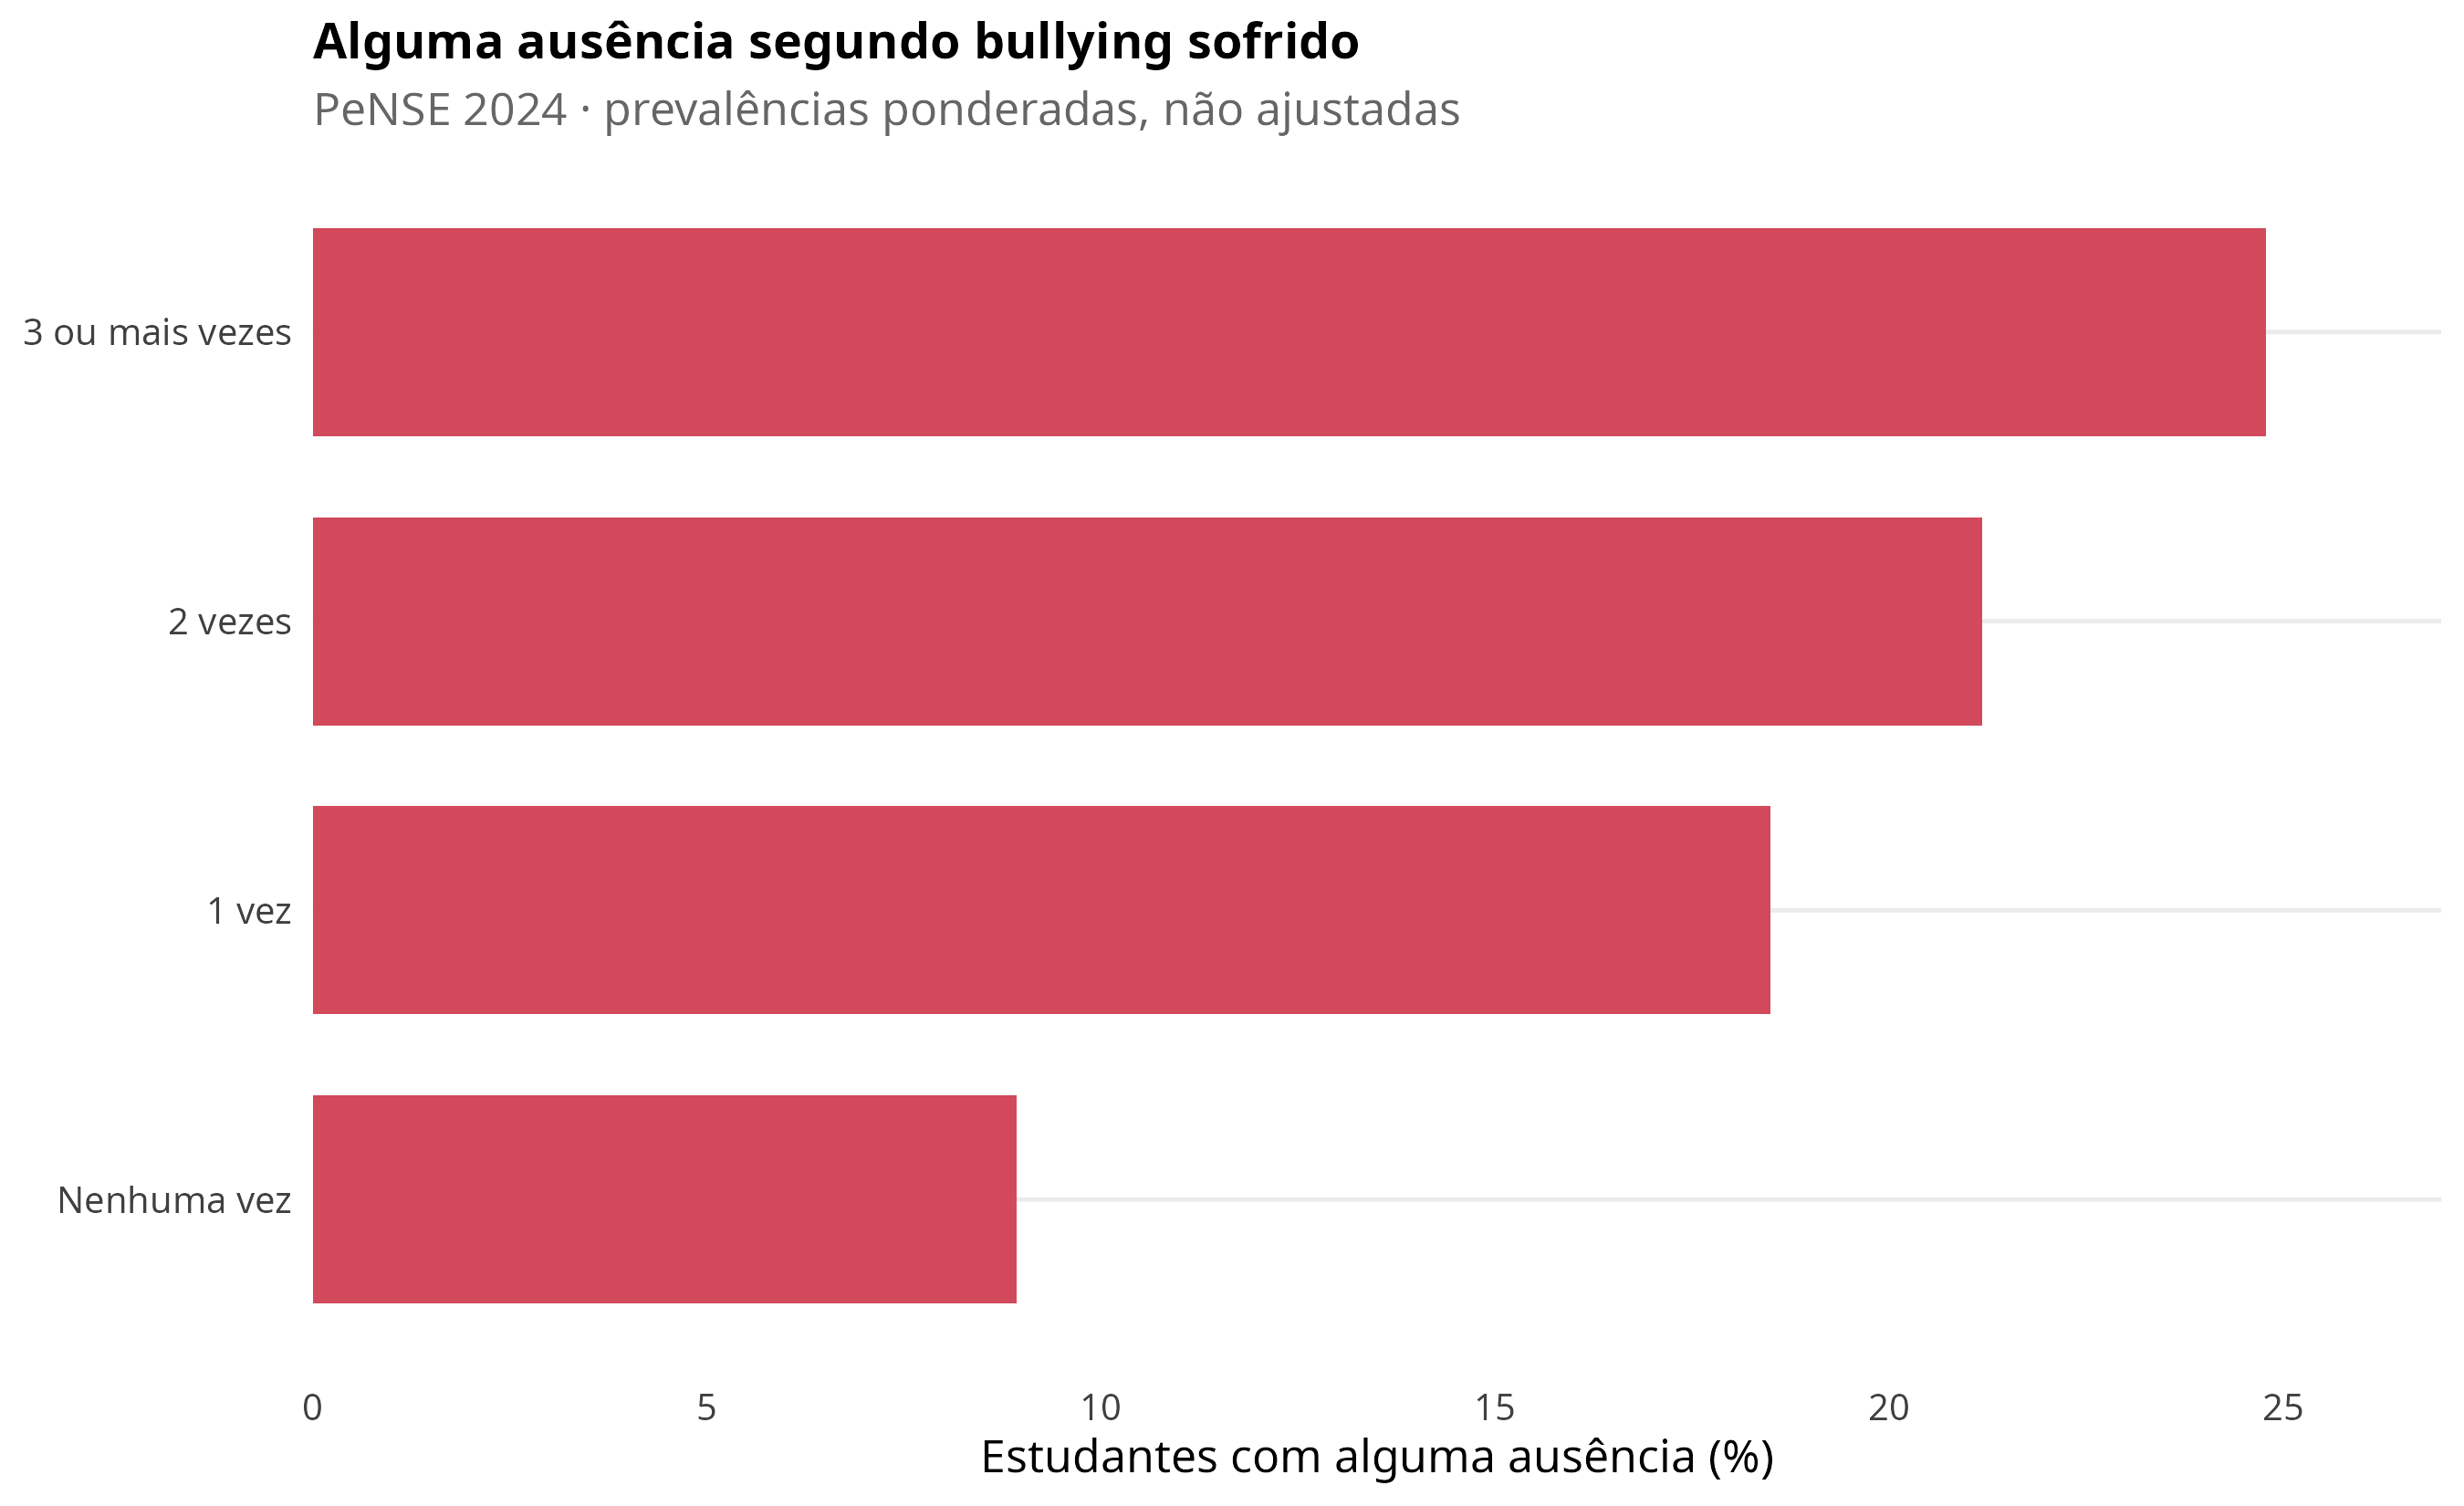 Alguma ausência segundo bullying sofrido
PeNSE 2024 · prevalências ponderadas, não ajustadas
3 ou mais vezes
2 vezes
1 vez
Nenhuma vez
0 5 10 15 20 25
Estudantes com alguma ausência (%)